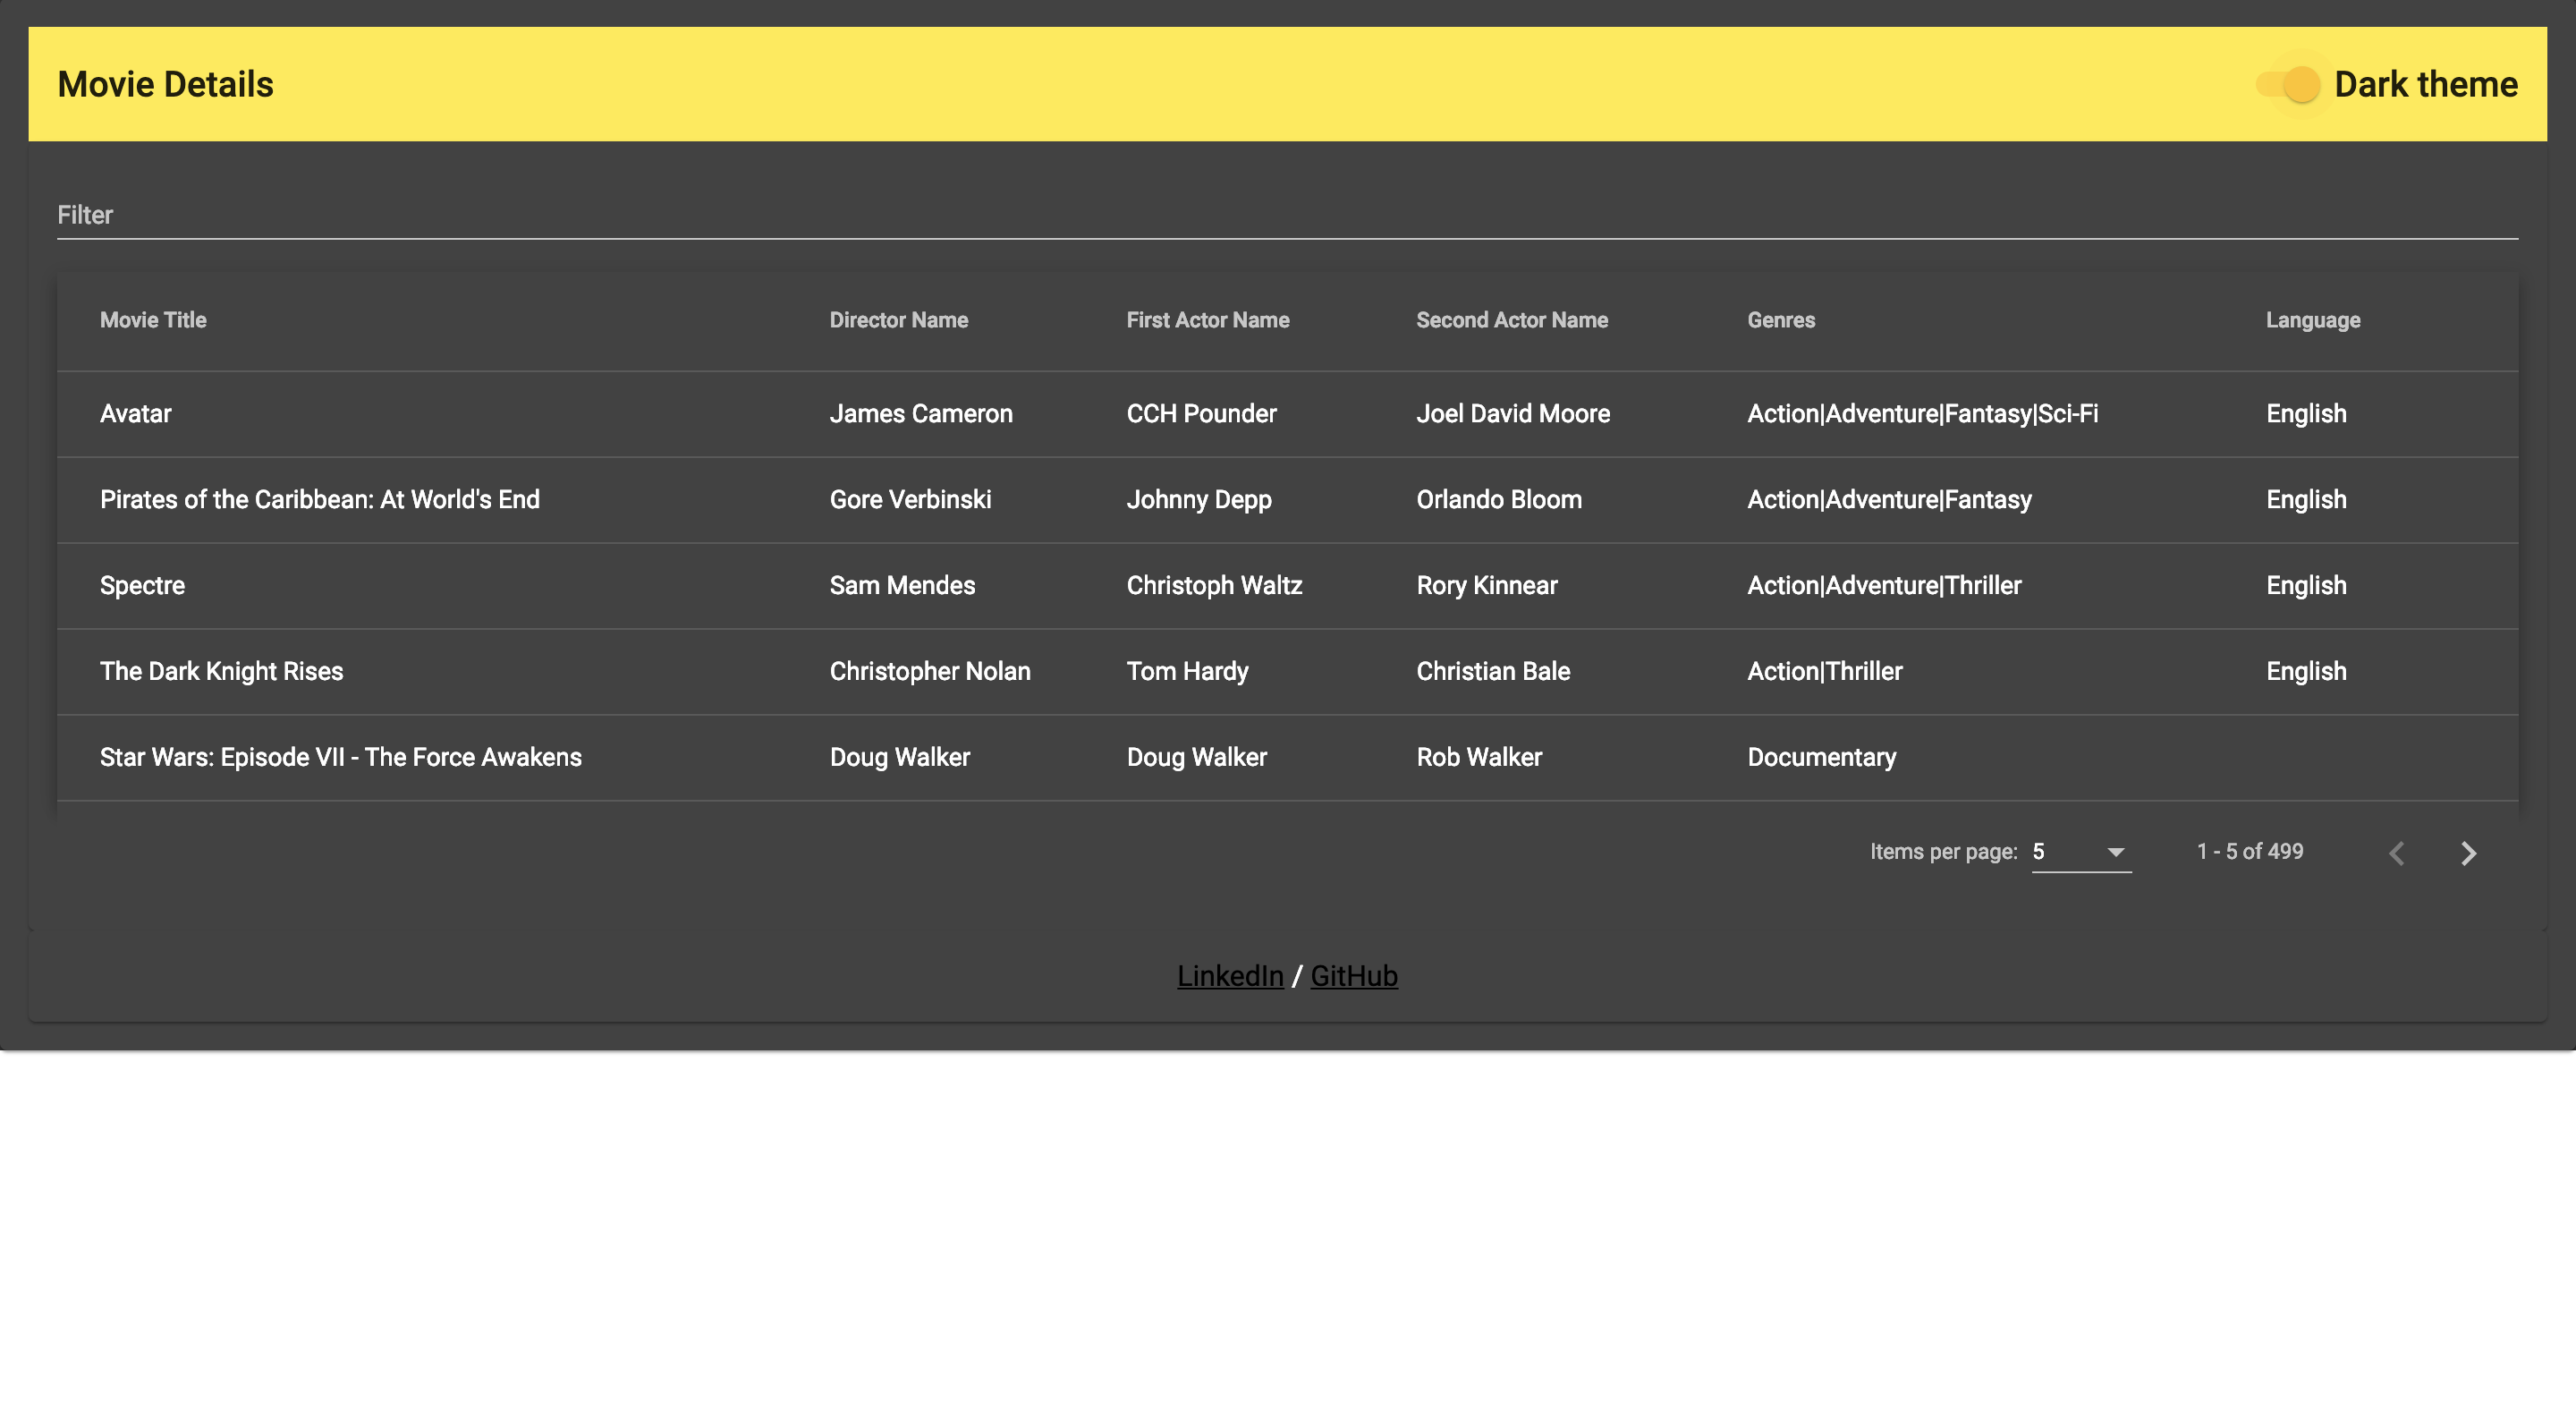 Movie Details Dark theme
Filter
Movie Title Director Name First Actor Name Second Actor Name Genres Language
Avatar James Cameron CCH Pounder Joel David Moore Action|Adventure|Fantasy|Sci-Fi English
Pirates of the Caribbean: At World's End Gore Verbinski Johnny Depp Orlando Bloom Action|Adventure|Fantasy English
Spectre Sam Mendes Christoph Waltz Rory Kinnear Action|Adventure|Thriller English
The Dark Knight Rises Christopher Nolan Tom Hardy Christian Bale Action|Thriller English
Star Wars: Episode VII - The Force Awakens Doug Walker Doug Walker Rob Walker Documentary
Items per page: 5 1 - 5 of 499
LinkedIn / GitHub